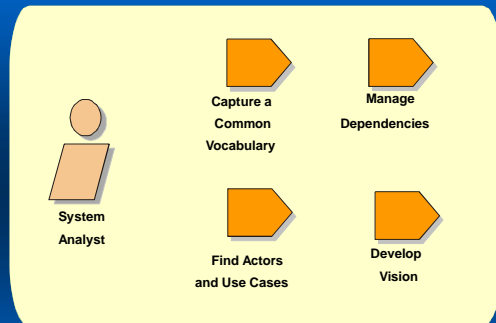 Capture a
Common
Vocabulary
Manage
Dependencies
System
Analyst
Find Actors
and Use Cases
Develop
Vision